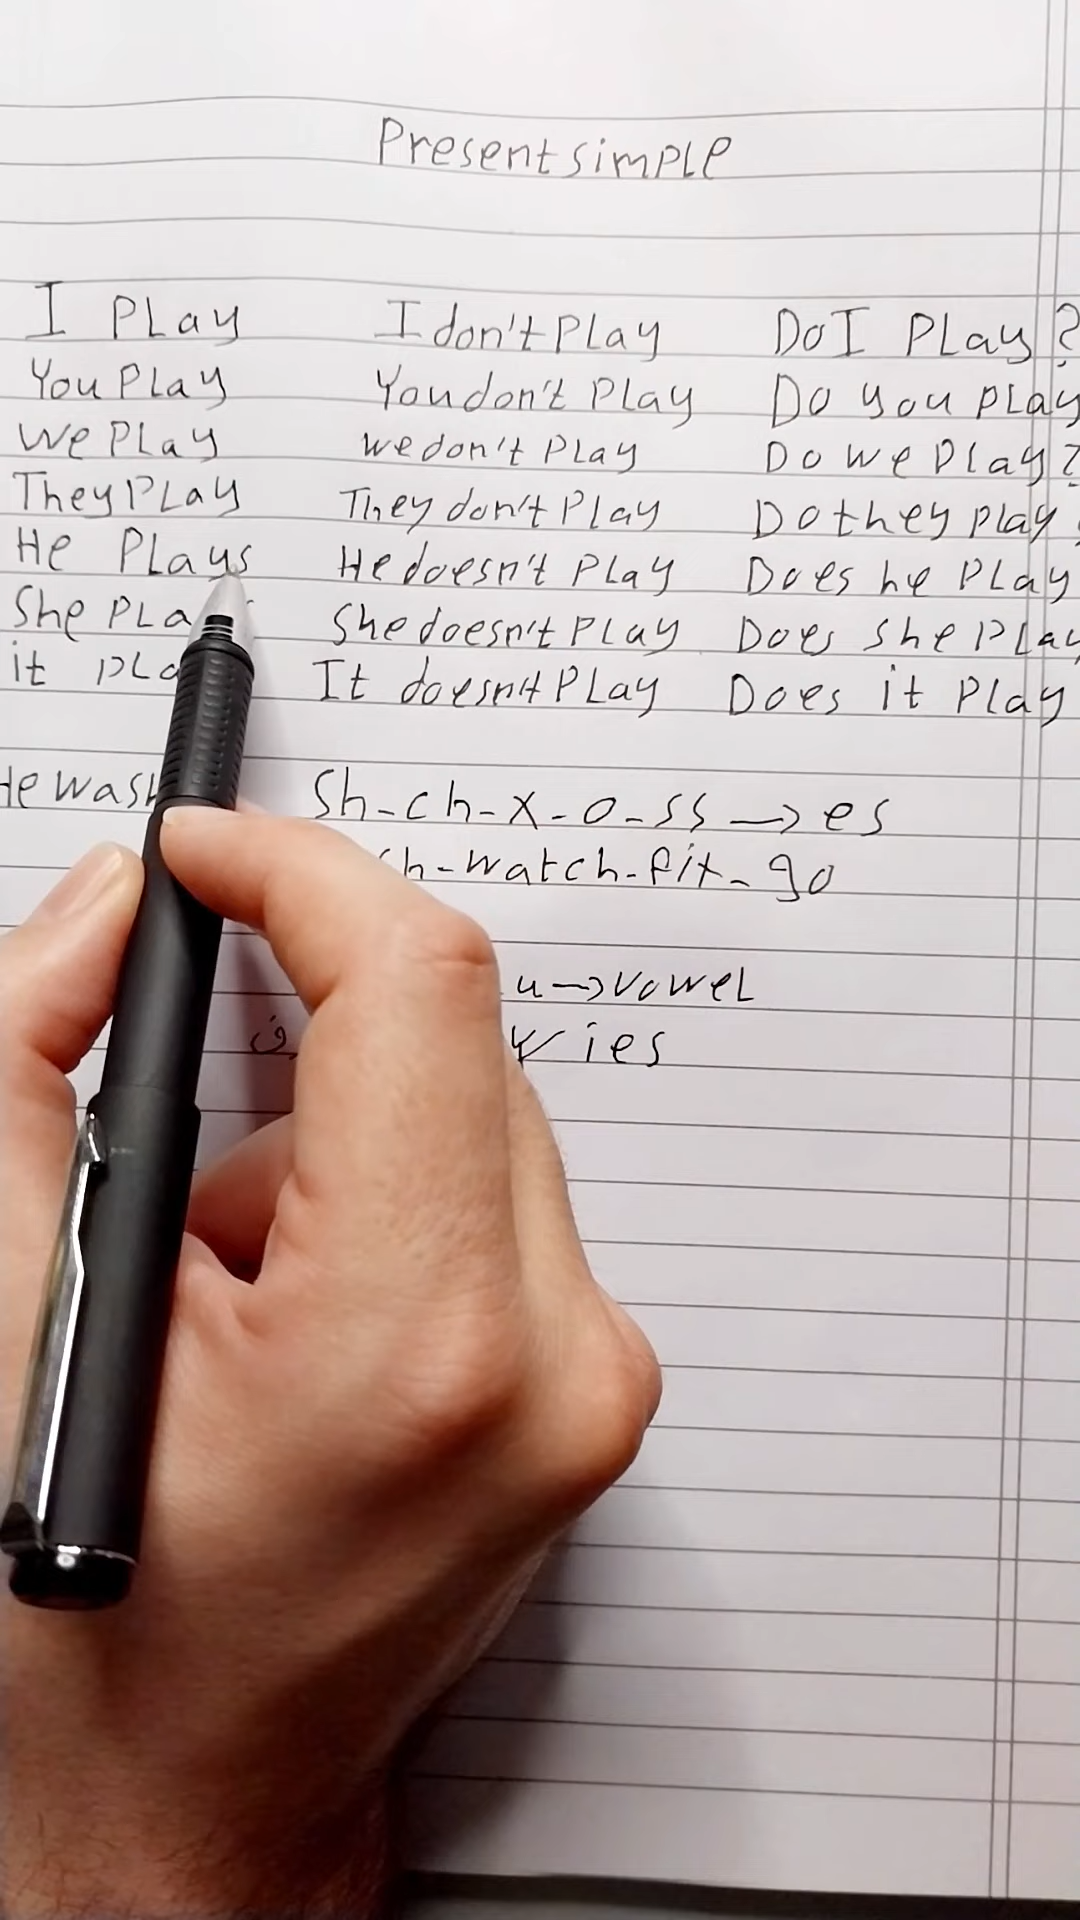 Present simple
I Play I don't Play Do I Play?
You Play You don't Play Do you play
we Play we don't Play Do we Play?
They Play They don't Play Do they play
He Plays He doesn't Play Does he Play
She She doesn't Play Does she Play
it It doesn't Play Does it Play
Sh-ch-x-o-ss → es
watch-fix-go
u → vowel
y ies